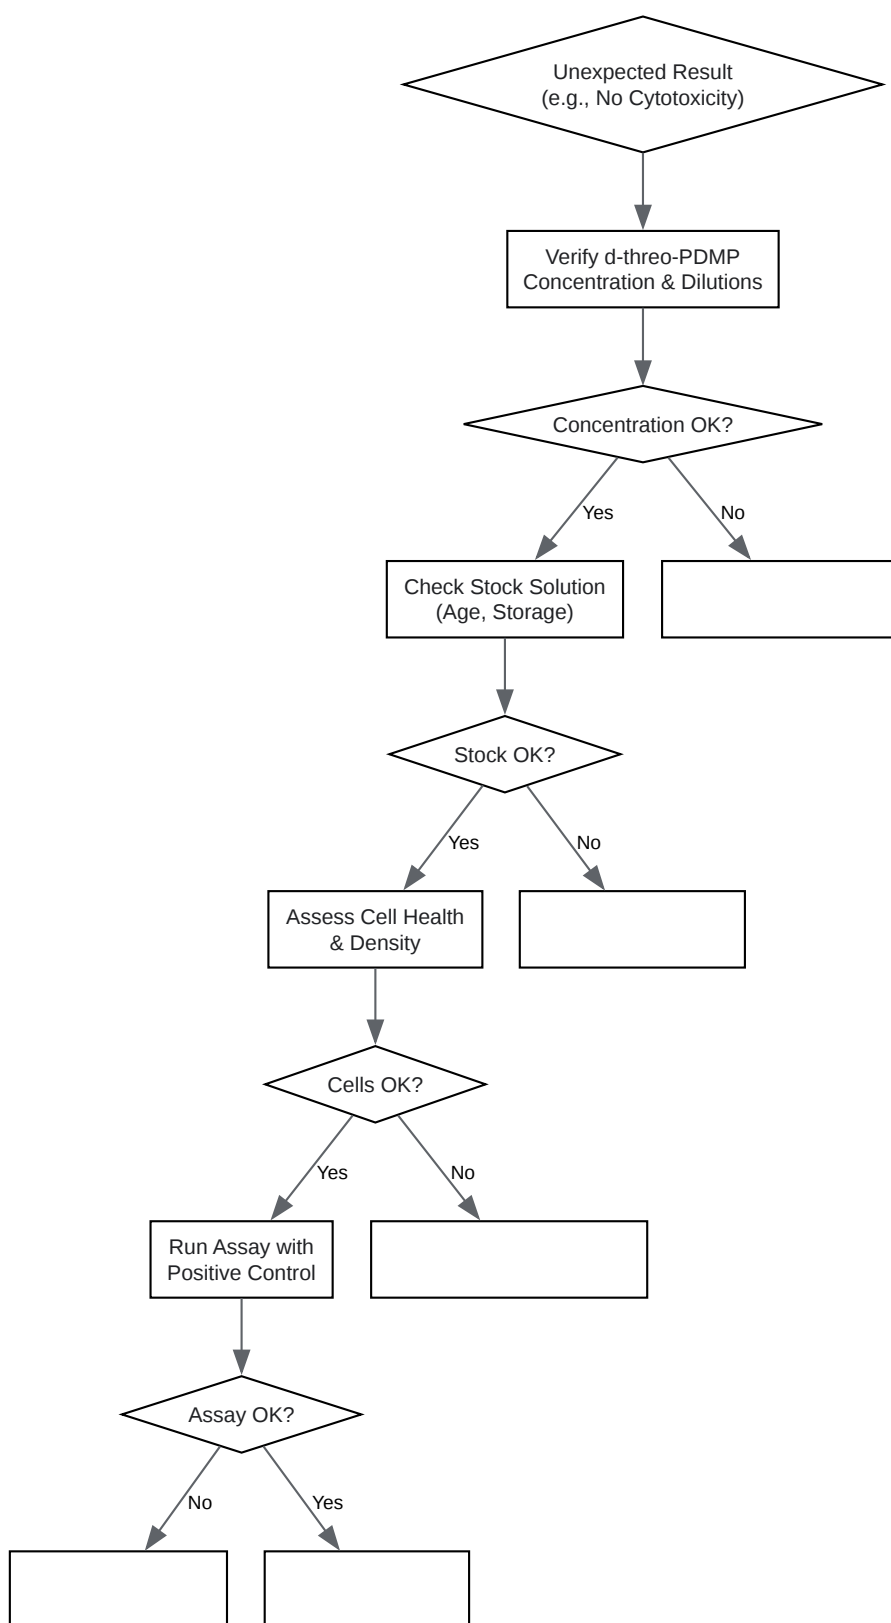 Unexpected Result
(e.g., No Cytotoxicity)
Verify d-threo-PDMP
Concentration & Dilutions
Concentration OK?
Yes
No
Check Stock Solution
(Age, Storage)
Stock OK?
Yes
No
Assess Cell Health
& Density
Cells OK?
Yes
No
Run Assay with
Positive Control
Assay OK?
No
Yes